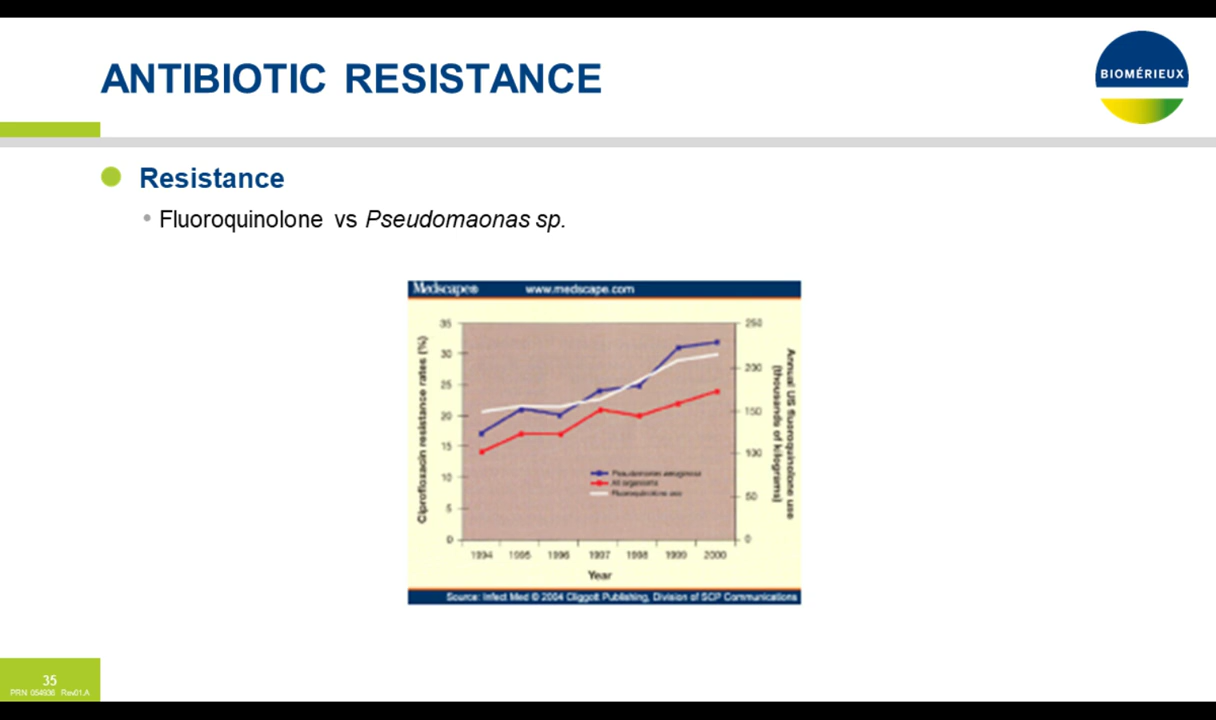 ANTIBIOTIC RESISTANCE
BIOMÉRIEUX
Resistance
Fluoroquinolone vs Pseudomaonas sp.
Medscape® www.medscape.com
35
30
25
20
15
10
5
0
Ciprofloxacin resistance rates (%)
250
200
150
100
50
0
Annual US fluoroquinolone use
(thousands of kilograms)
Pseudomonas aeruginosa
All organisms
Fluoroquinolone use
1994 1995 1996 1997 1998 1999 2000
Year
Source: Infect Med © 2004 Cliggott Publishing, Division of SCP Communications
35
PRN 054936 Rev01.A